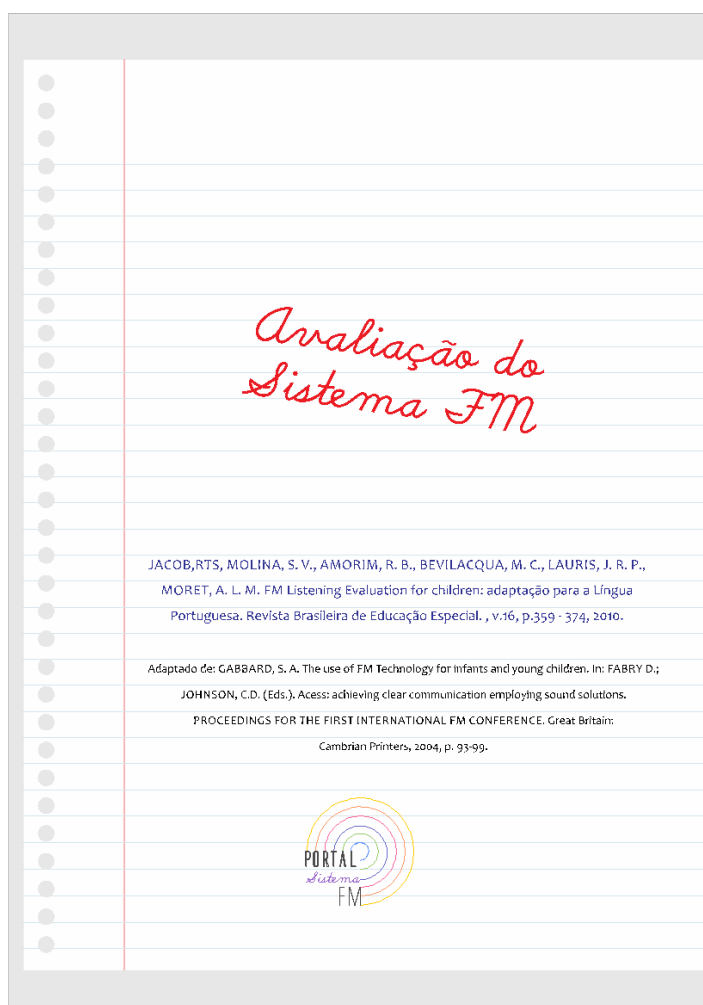 Avaliação do
Sistema FM
JACOB,RTS, MOLINA, S. V., AMORIM, R. B., BEVILACQUA, M. C., LAURIS, J. R. P.,
MORET, A. L. M. FM Listening Evaluation for children: adaptação para a Língua
Portuguesa. Revista Brasileira de Educação Especial. , v.16, p.359 - 374, 2010.
Adaptado de: GABBARD, S. A. The use of FM Technology for infants and young children. In: FABRY D.;
JOHNSON, C.D. (Eds.). Acess: achieving clear communication employing sound solutions.
PROCEEDINGS FOR THE FIRST INTERNATIONAL FM CONFERENCE. Great Britain:
Cambrian Printers, 2004, p. 93-99.
PORTAL
Sistema
FM